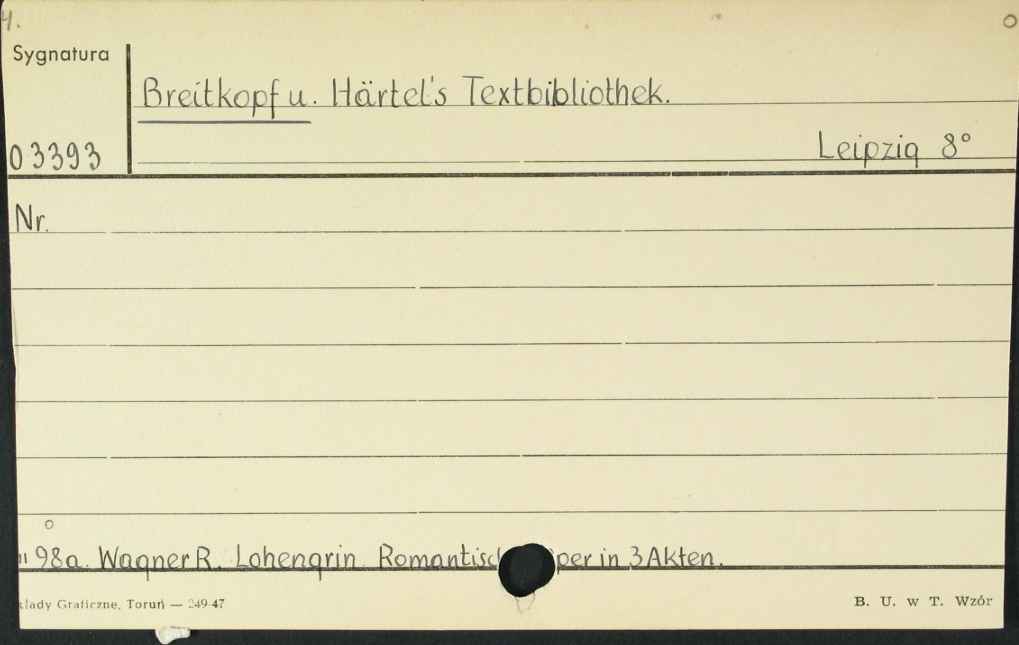 4.
Sygnatura
Breitkopf u. Härtel's Textbibliothek.
03393
Leipzig 8°
Nr.
" 98a. Wagner R. Lohengrin. Romantisch per in 3 Akten.
Graficzne, Toruń — 249-47
B. U. w T. Wzór